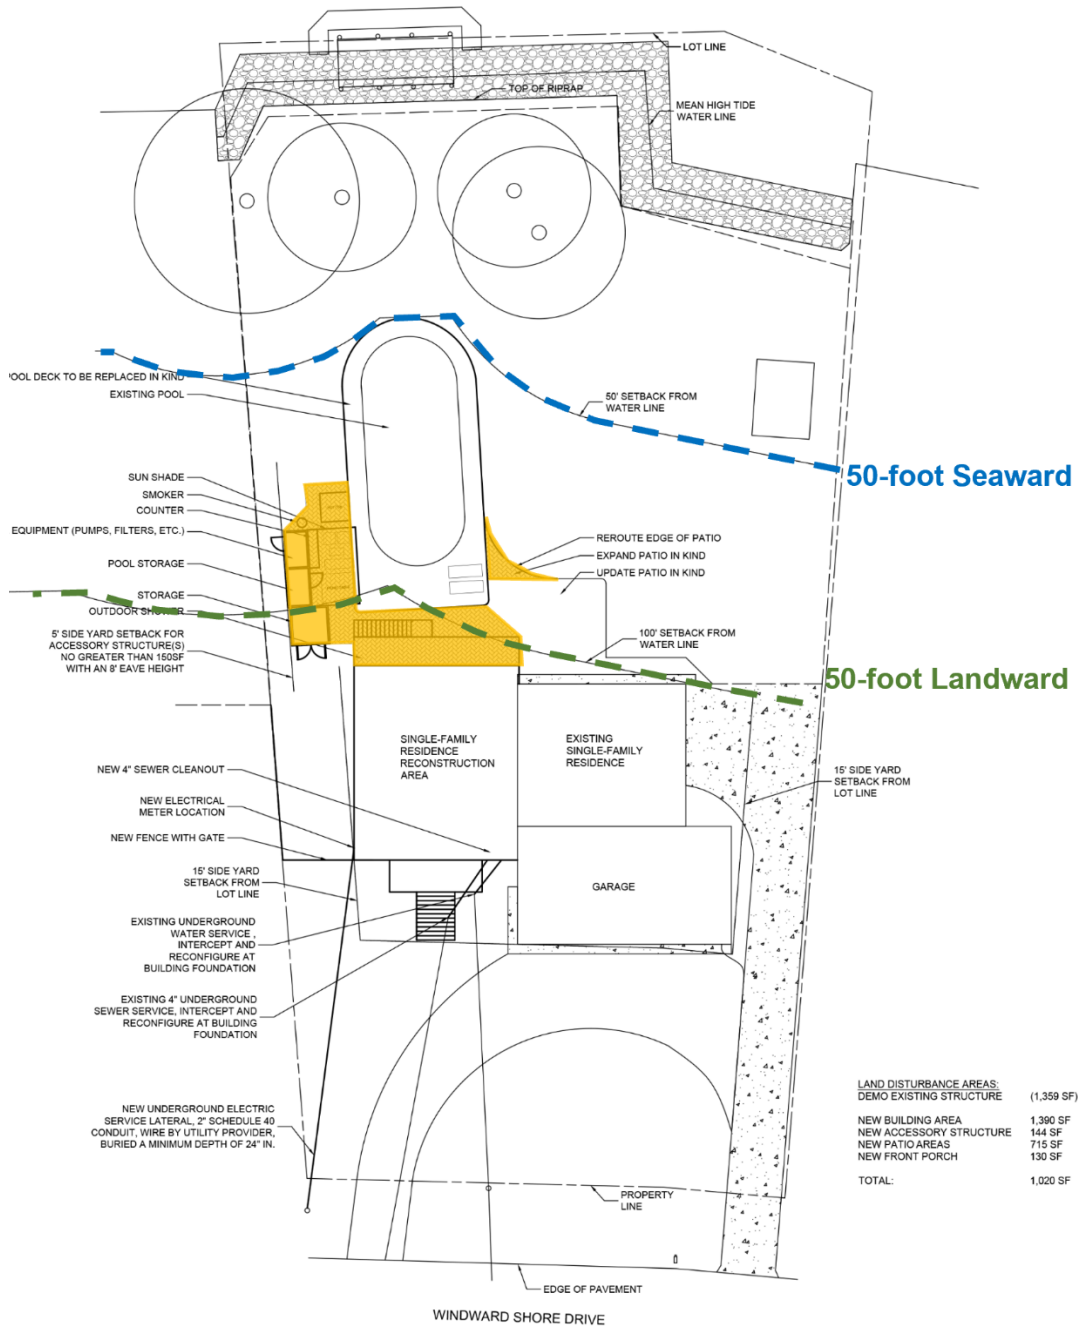 LOT LINE
TOP OF RIPRAP
MEAN HIGH TIDE
WATER LINE
POOL DECK TO BE REPLACED IN KIND
EXISTING POOL
50' SETBACK FROM
WATER LINE
50-foot Seaward
SUN SHADE
SMOKER
COUNTER
EQUIPMENT (PUMPS, FILTERS, ETC.)
POOL STORAGE
STORAGE
OUTDOOR SHOWER
5' SIDE YARD SETBACK FOR
ACCESSORY STRUCTURE(S)
NO GREATER THAN 150SF
WITH AN 8' EAVE HEIGHT
REROUTE EDGE OF PATIO
EXPAND PATIO IN KIND
UPDATE PATIO IN KIND
100' SETBACK FROM
WATER LINE
50-foot Landward
SINGLE-FAMILY
RESIDENCE
RECONSTRUCTION
AREA
EXISTING
SINGLE-FAMILY
RESIDENCE
15' SIDE YARD
SETBACK FROM
LOT LINE
NEW 4" SEWER CLEANOUT
NEW ELECTRICAL
METER LOCATION
NEW FENCE WITH GATE
15' SIDE YARD
SETBACK FROM
LOT LINE
GARAGE
EXISTING UNDERGROUND
WATER SERVICE ,
INTERCEPT AND
RECONFIGURE AT
BUILDING FOUNDATION
EXISTING 4" UNDERGROUND
SEWER SERVICE, INTERCEPT AND
RECONFIGURE AT BUILDING
FOUNDATION
NEW UNDERGROUND ELECTRIC
SERVICE LATERAL, 2" SCHEDULE 40
CONDUIT, WIRE BY UTILITY PROVIDER,
BURIED A MINIMUM DEPTH OF 24" IN.
LAND DISTURBANCE AREAS:
DEMO EXISTING STRUCTURE (1,359 SF)
NEW BUILDING AREA 1,390 SF
NEW ACCESSORY STRUCTURE 144 SF
NEW PATIO AREAS 715 SF
NEW FRONT PORCH 130 SF
TOTAL: 1,020 SF
PROPERTY
LINE
EDGE OF PAVEMENT
WINDWARD SHORE DRIVE